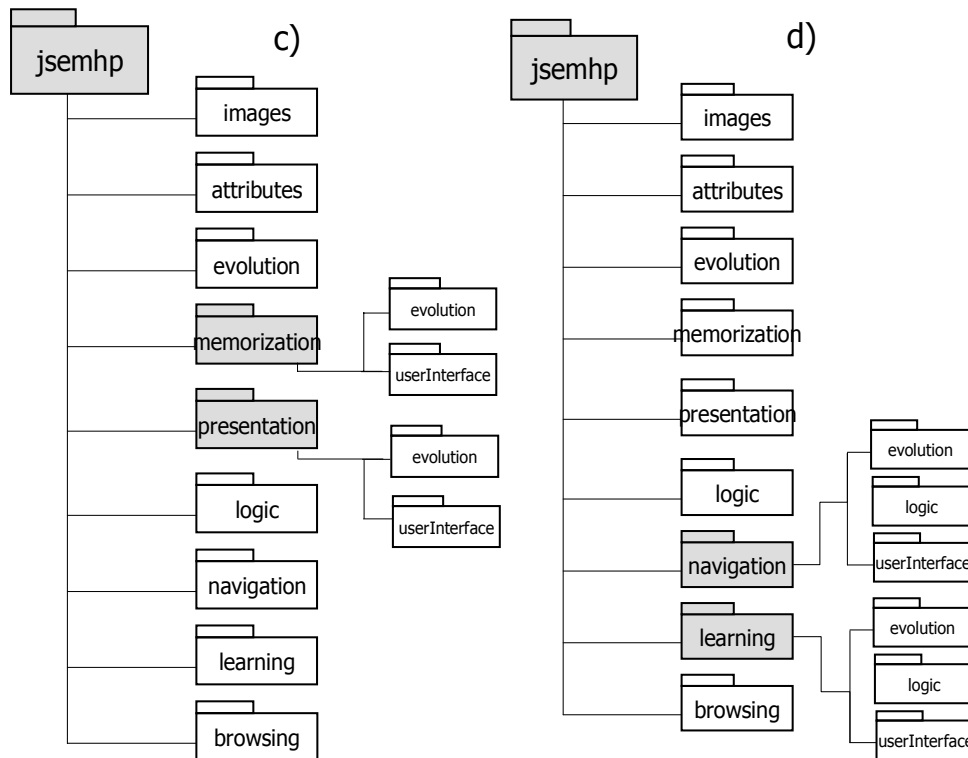 c)
jsemhp
images
attributes
evolution
memorization
evolution
userInterface
presentation
evolution
userInterface
logic
navigation
learning
browsing
d)
jsemhp
images
attributes
evolution
memorization
presentation
logic
navigation
evolution
logic
userInterface
learning
evolution
logic
userInterface
browsing